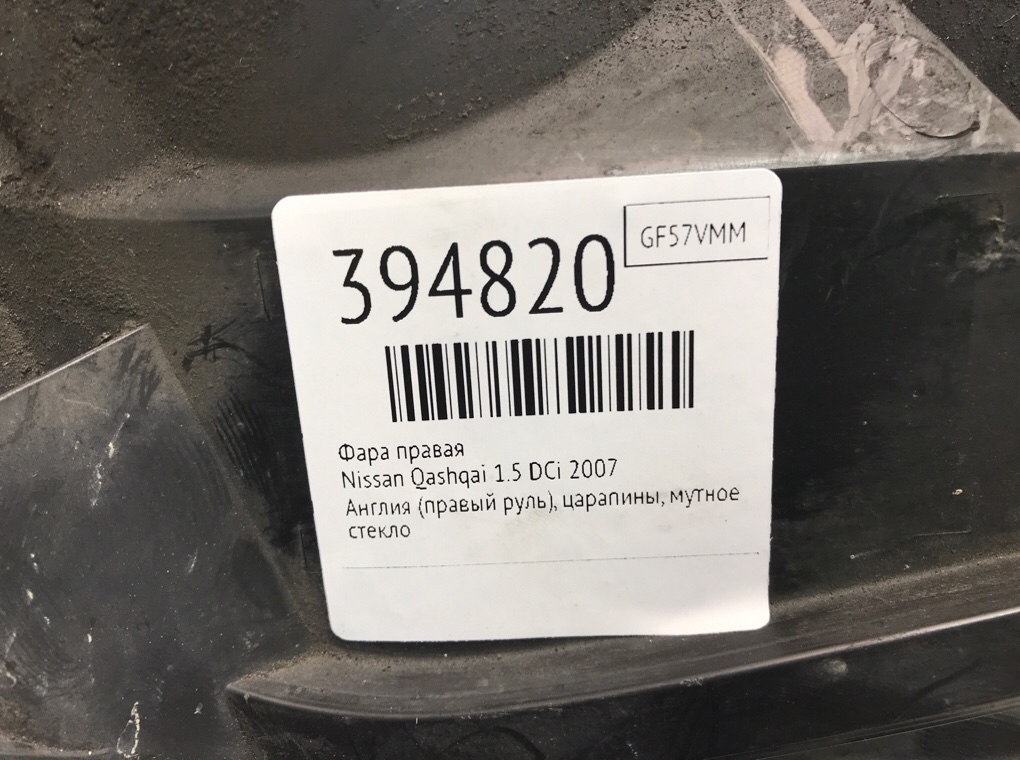 394820
GF57VMM
Фара правая
Nissan Qashqai 1.5 DCi 2007
Англия (правый руль), царапины, мутное
стекло